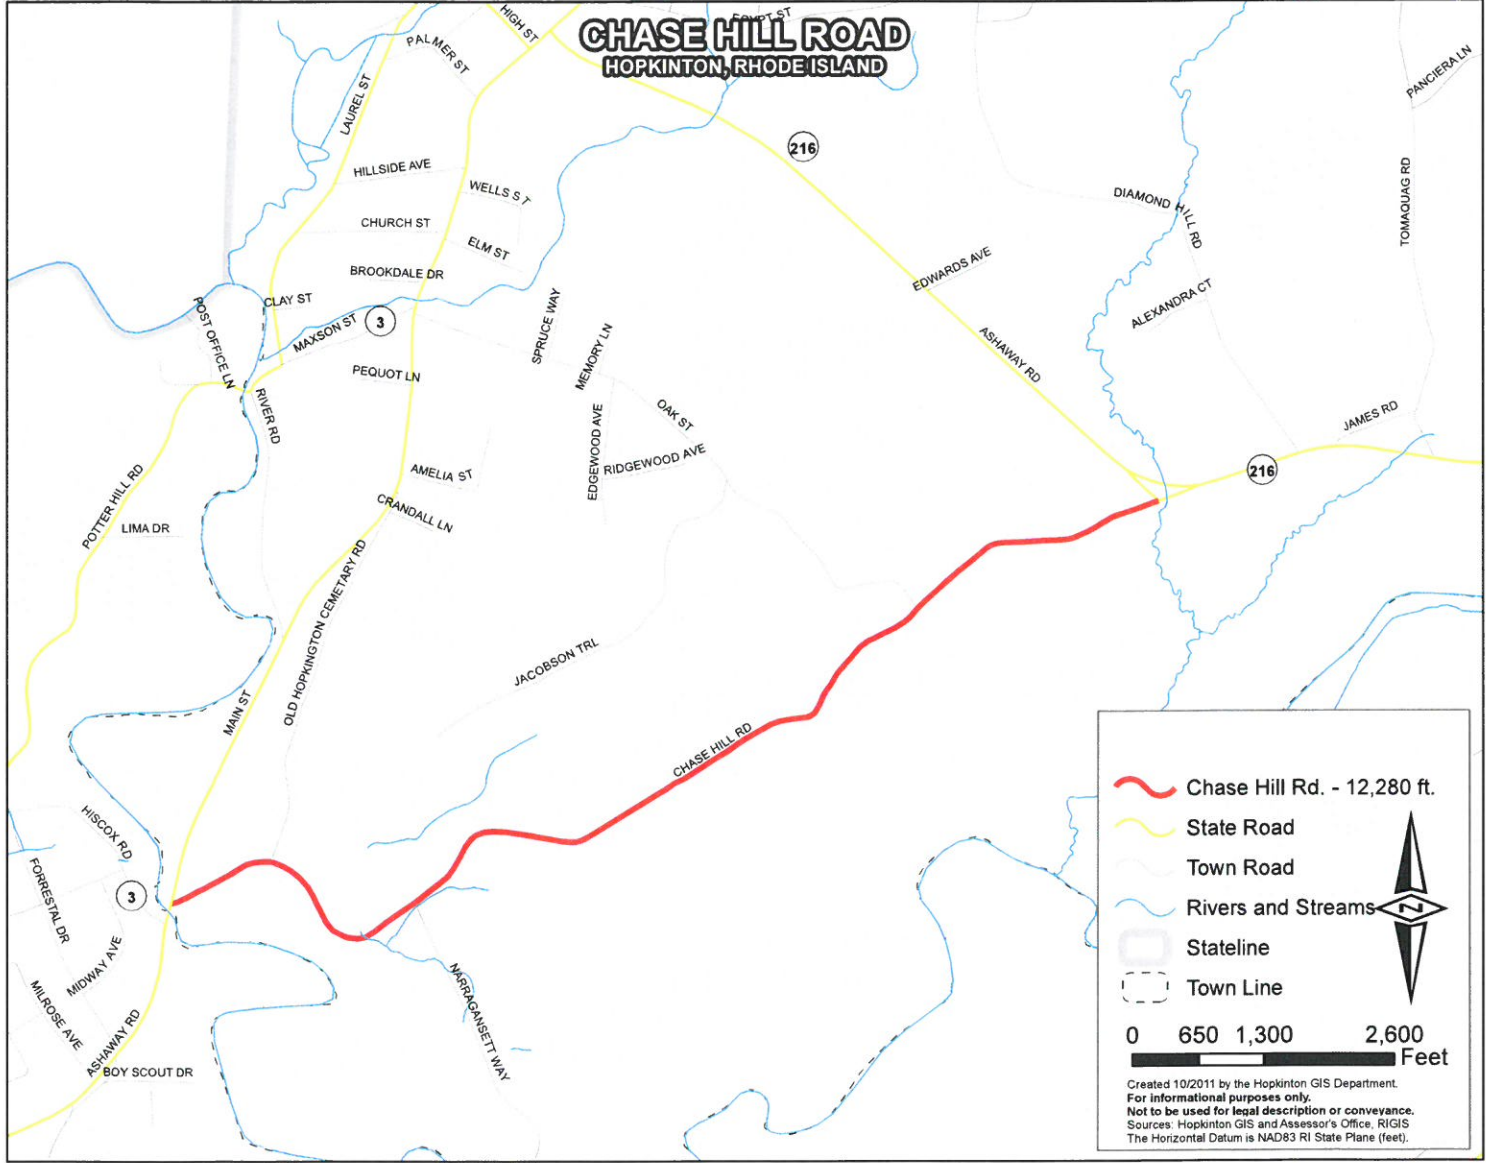 CHASE HILL ROAD
HOPKINTON, RHODE ISLAND
HIGH ST
EGYPT ST
PALMER ST
LAUREL ST
PANCIERA LN
216
HILLSIDE AVE
WELLS ST
DIAMOND HILL RD
TOMAQUAG RD
CHURCH ST
ELM ST
BROOKDALE DR
EDWARDS AVE
CLAY ST
POST OFFICE LN
MAXSON ST
3
SPRUCE WAY
MEMORY LN
ALEXANDRA CT
ASHAWAY RD
PEQUOT LN
RIVER RD
OAK ST
EDGEWOOD AVE
RIDGEWOOD AVE
JAMES RD
216
AMELIA ST
CRANDALL LN
POTTER HILL RD
LIMA DR
OLD HOPKINGTON CEMETARY RD
JACOBSON TRL
MAIN ST
CHASE HILL RD
HISCOX RD
3
FORRESTAL DR
MIDWAY AVE
MILROSE AVE
ASHAWAY RD
BOY SCOUT DR
NARRAGANSETT WAY
Chase Hill Rd. - 12,280 ft.
State Road
Town Road
Rivers and Streams
N
Stateline
Town Line
0 650 1,300 2,600
Feet
Created 10/2011 by the Hopkinton GIS Department.
For informational purposes only.
Not to be used for legal description or conveyance.
Sources: Hopkinton GIS and Assessor's Office, RIGIS
The Horizontal Datum is NAD83 RI State Plane (feet).